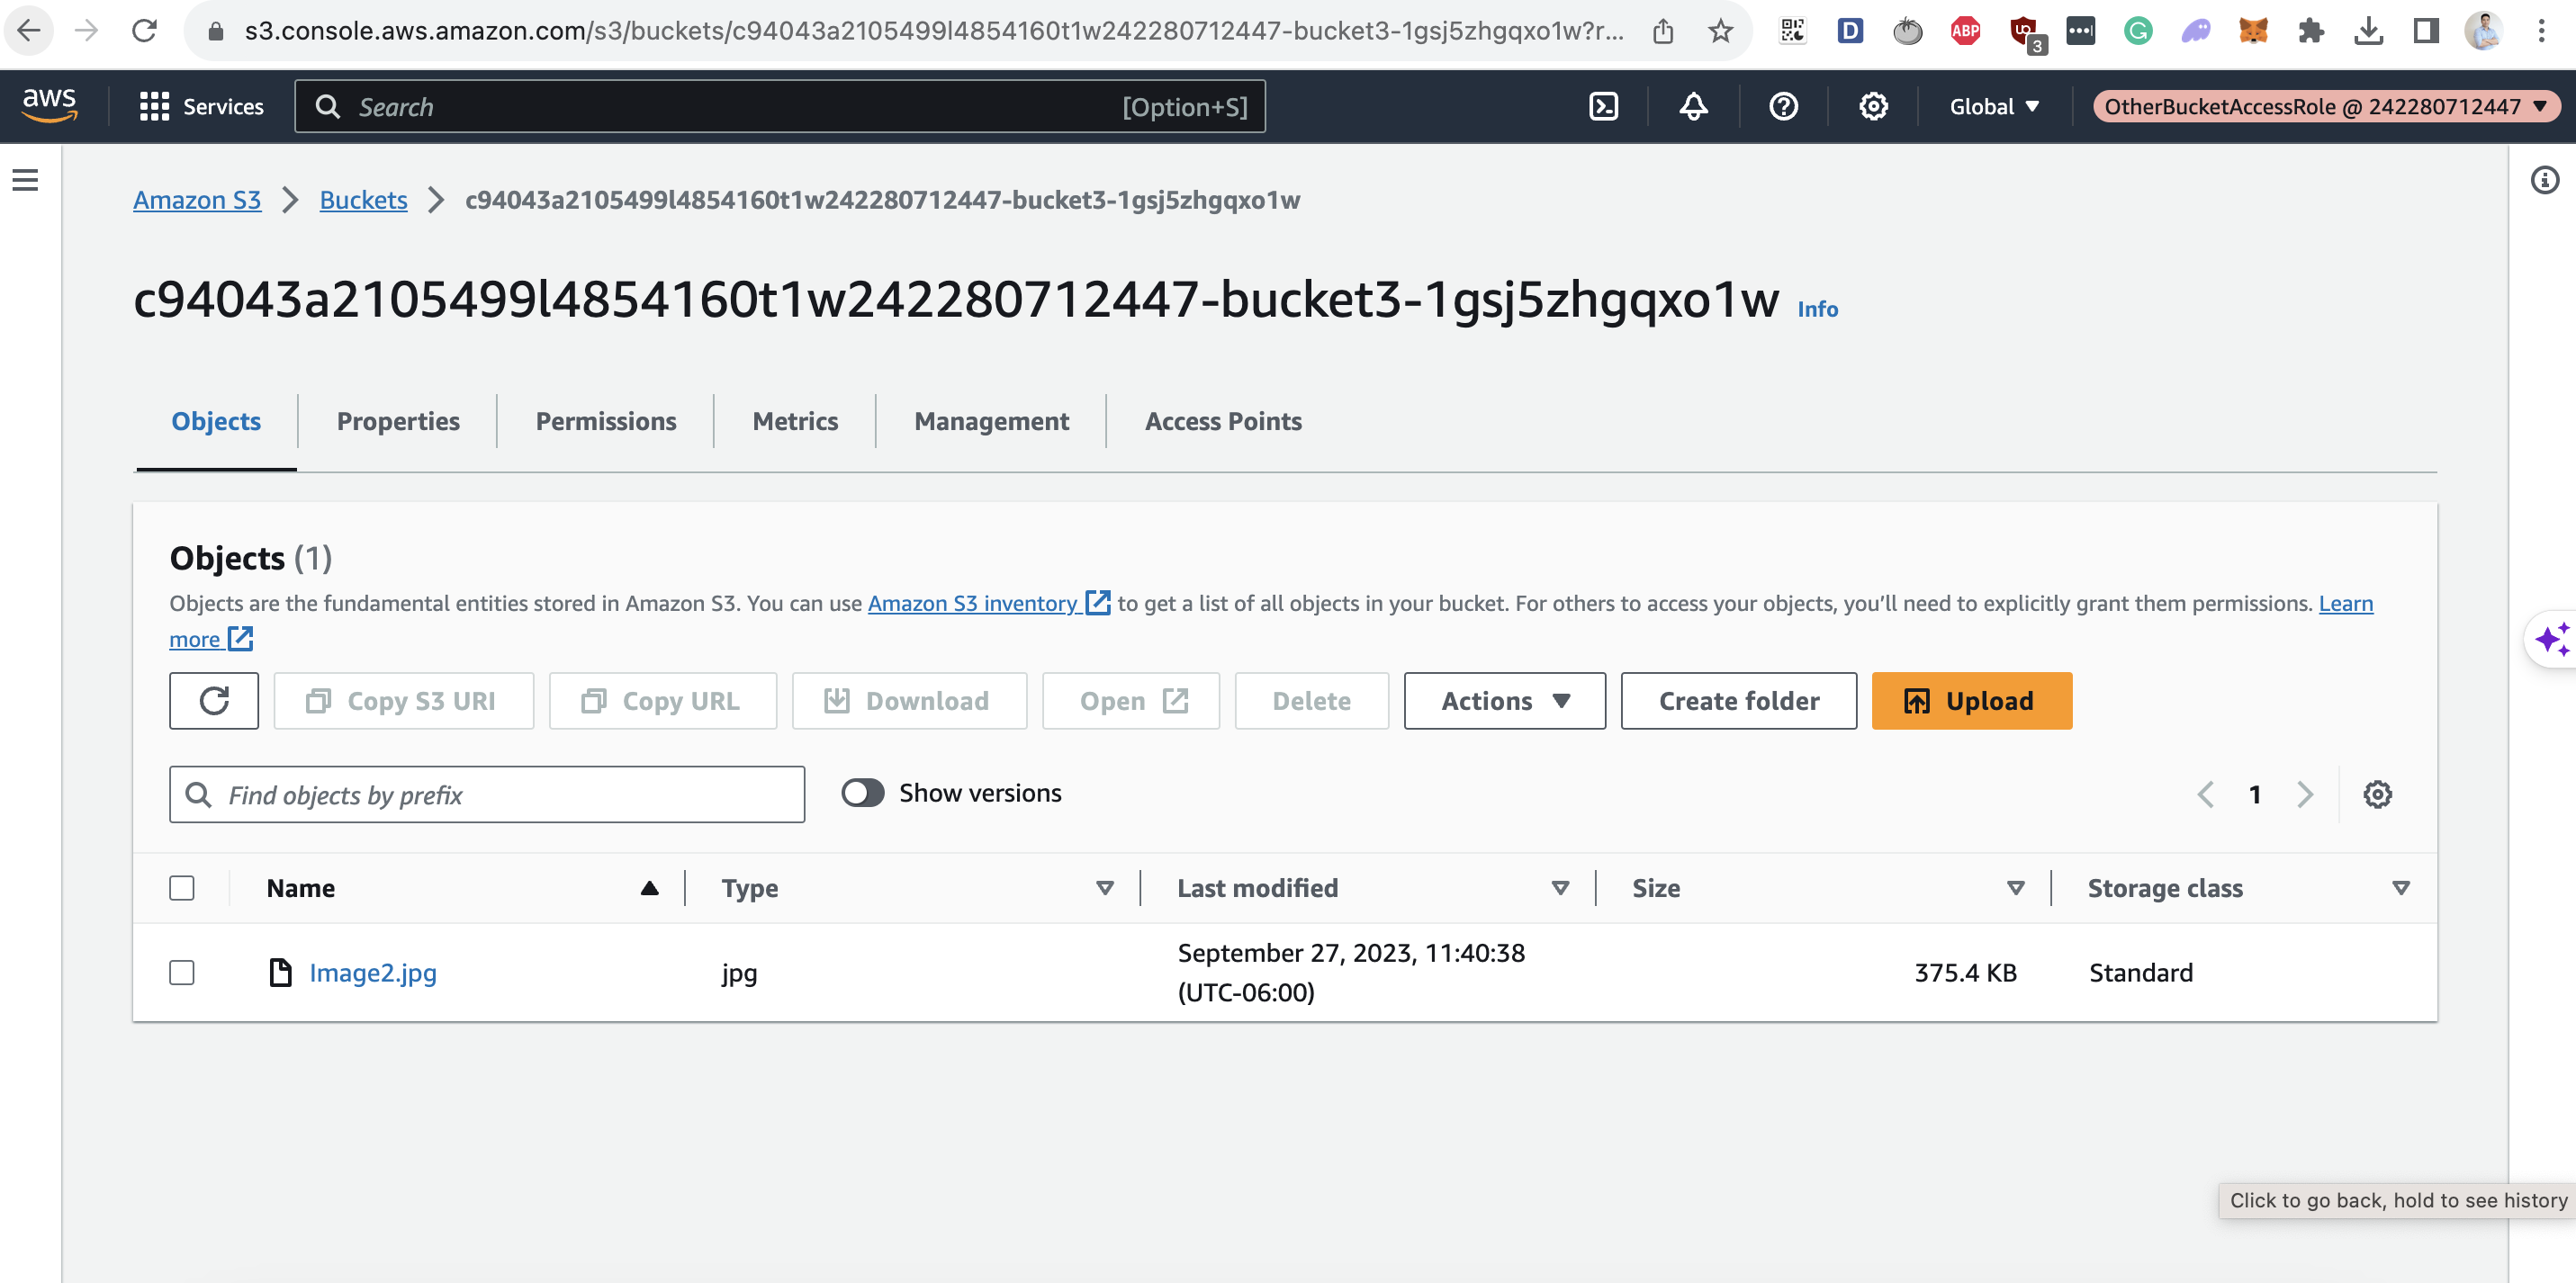 s3.console.aws.amazon.com/s3/buckets/c94043a2105499l4854160t1w242280712447-bucket3-1gsj5zhgqxo1w?r...
D
ABP
3
G
aws
Services
Search
[Option+S]
Global
OtherBucketAccessRole @ 242280712447
Amazon S3
Buckets
c94043a2105499l4854160t1w242280712447-bucket3-1gsj5zhgqxo1w
c94043a2105499l4854160t1w242280712447-bucket3-1gsj5zhgqxo1w Info
Objects
Properties
Permissions
Metrics
Management
Access Points
Objects (1)
Objects are the fundamental entities stored in Amazon S3. You can use Amazon S3 inventory to get a list of all objects in your bucket. For others to access your objects, you’ll need to explicitly grant them permissions. Learn
more
Copy S3 URI
Copy URL
Download
Open
Delete
Actions
Create folder
Upload
Find objects by prefix
Show versions
1
Name
Type
Last modified
Size
Storage class
Image2.jpg
jpg
September 27, 2023, 11:40:38
(UTC-06:00)
375.4 KB
Standard
Click to go back, hold to see history